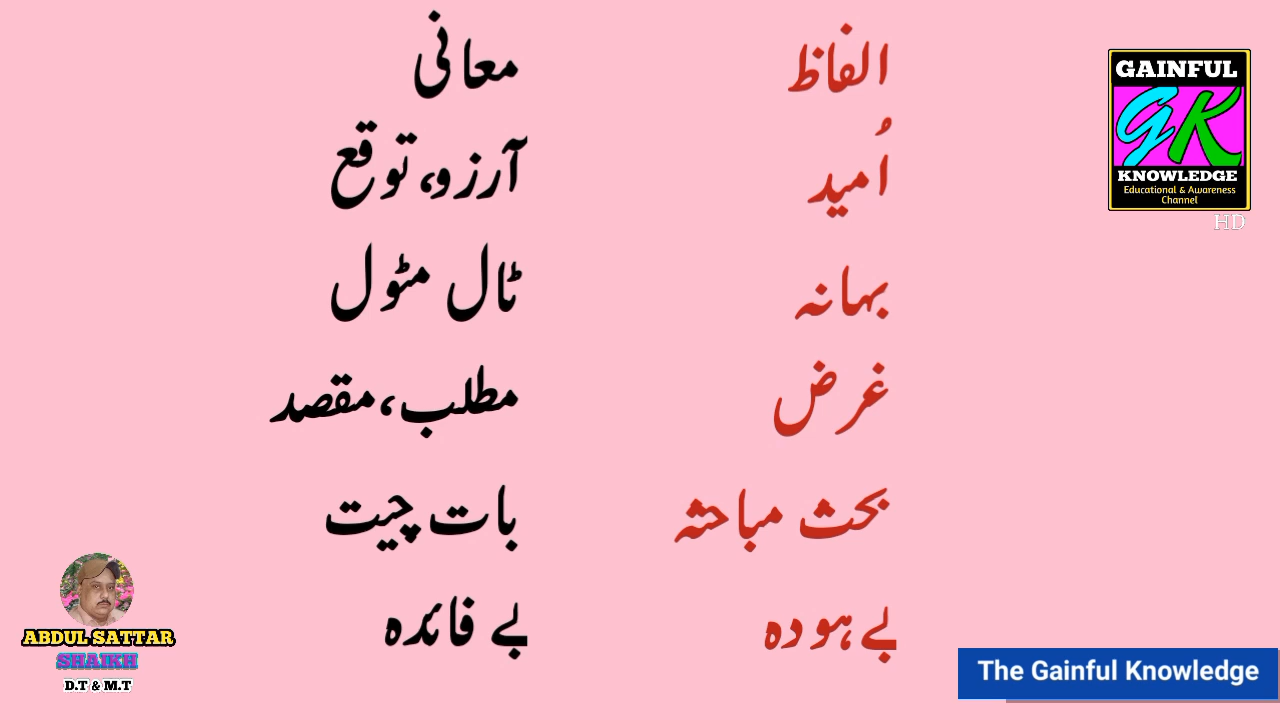 الفاظ معانی
اُمید آرزو، توقع
بہانہ ٹال مٹول
غرض مطلب، مقصد
بحث مباحثہ بات چیت
بے ہودہ بے فائدہ
GAINFUL
GK
KNOWLEDGE
Educational & Awareness
Channel
HD
ABDUL SATTAR
SHAIKH
D.T & M.T
The Gainful Knowledge